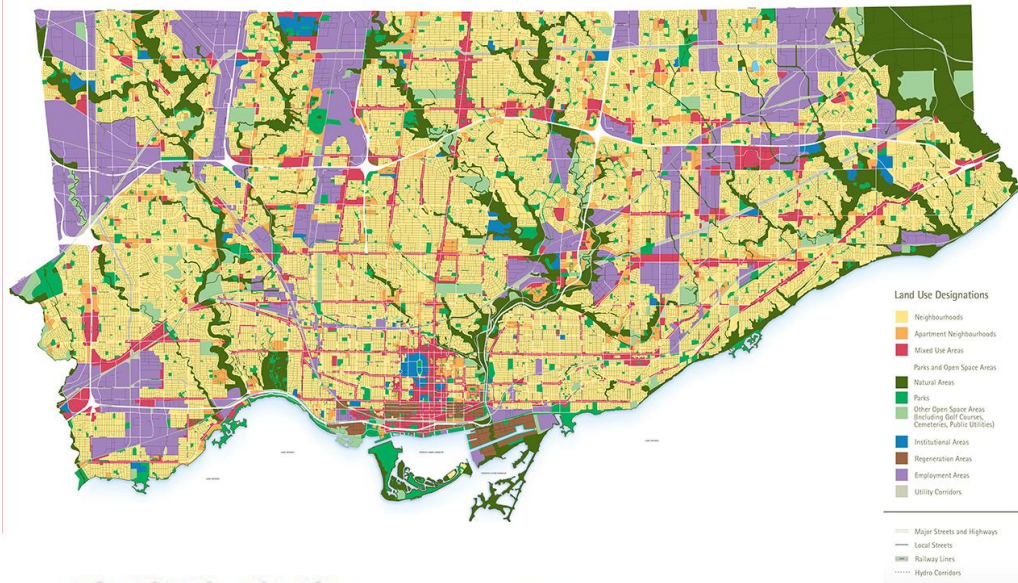 Land Use Designations
Neighbourhoods
Apartment Neighbourhoods
Mixed Use Areas
Parks and Open Space Areas
Natural Areas
Parks
Other Open Space Areas
(Including Golf Courses,
Cemeteries, Public Utilities)
Institutional Areas
Regeneration Areas
Employment Areas
Utility Corridors
Major Streets and Highways
Local Streets
Railway Lines
Hydro Corridors